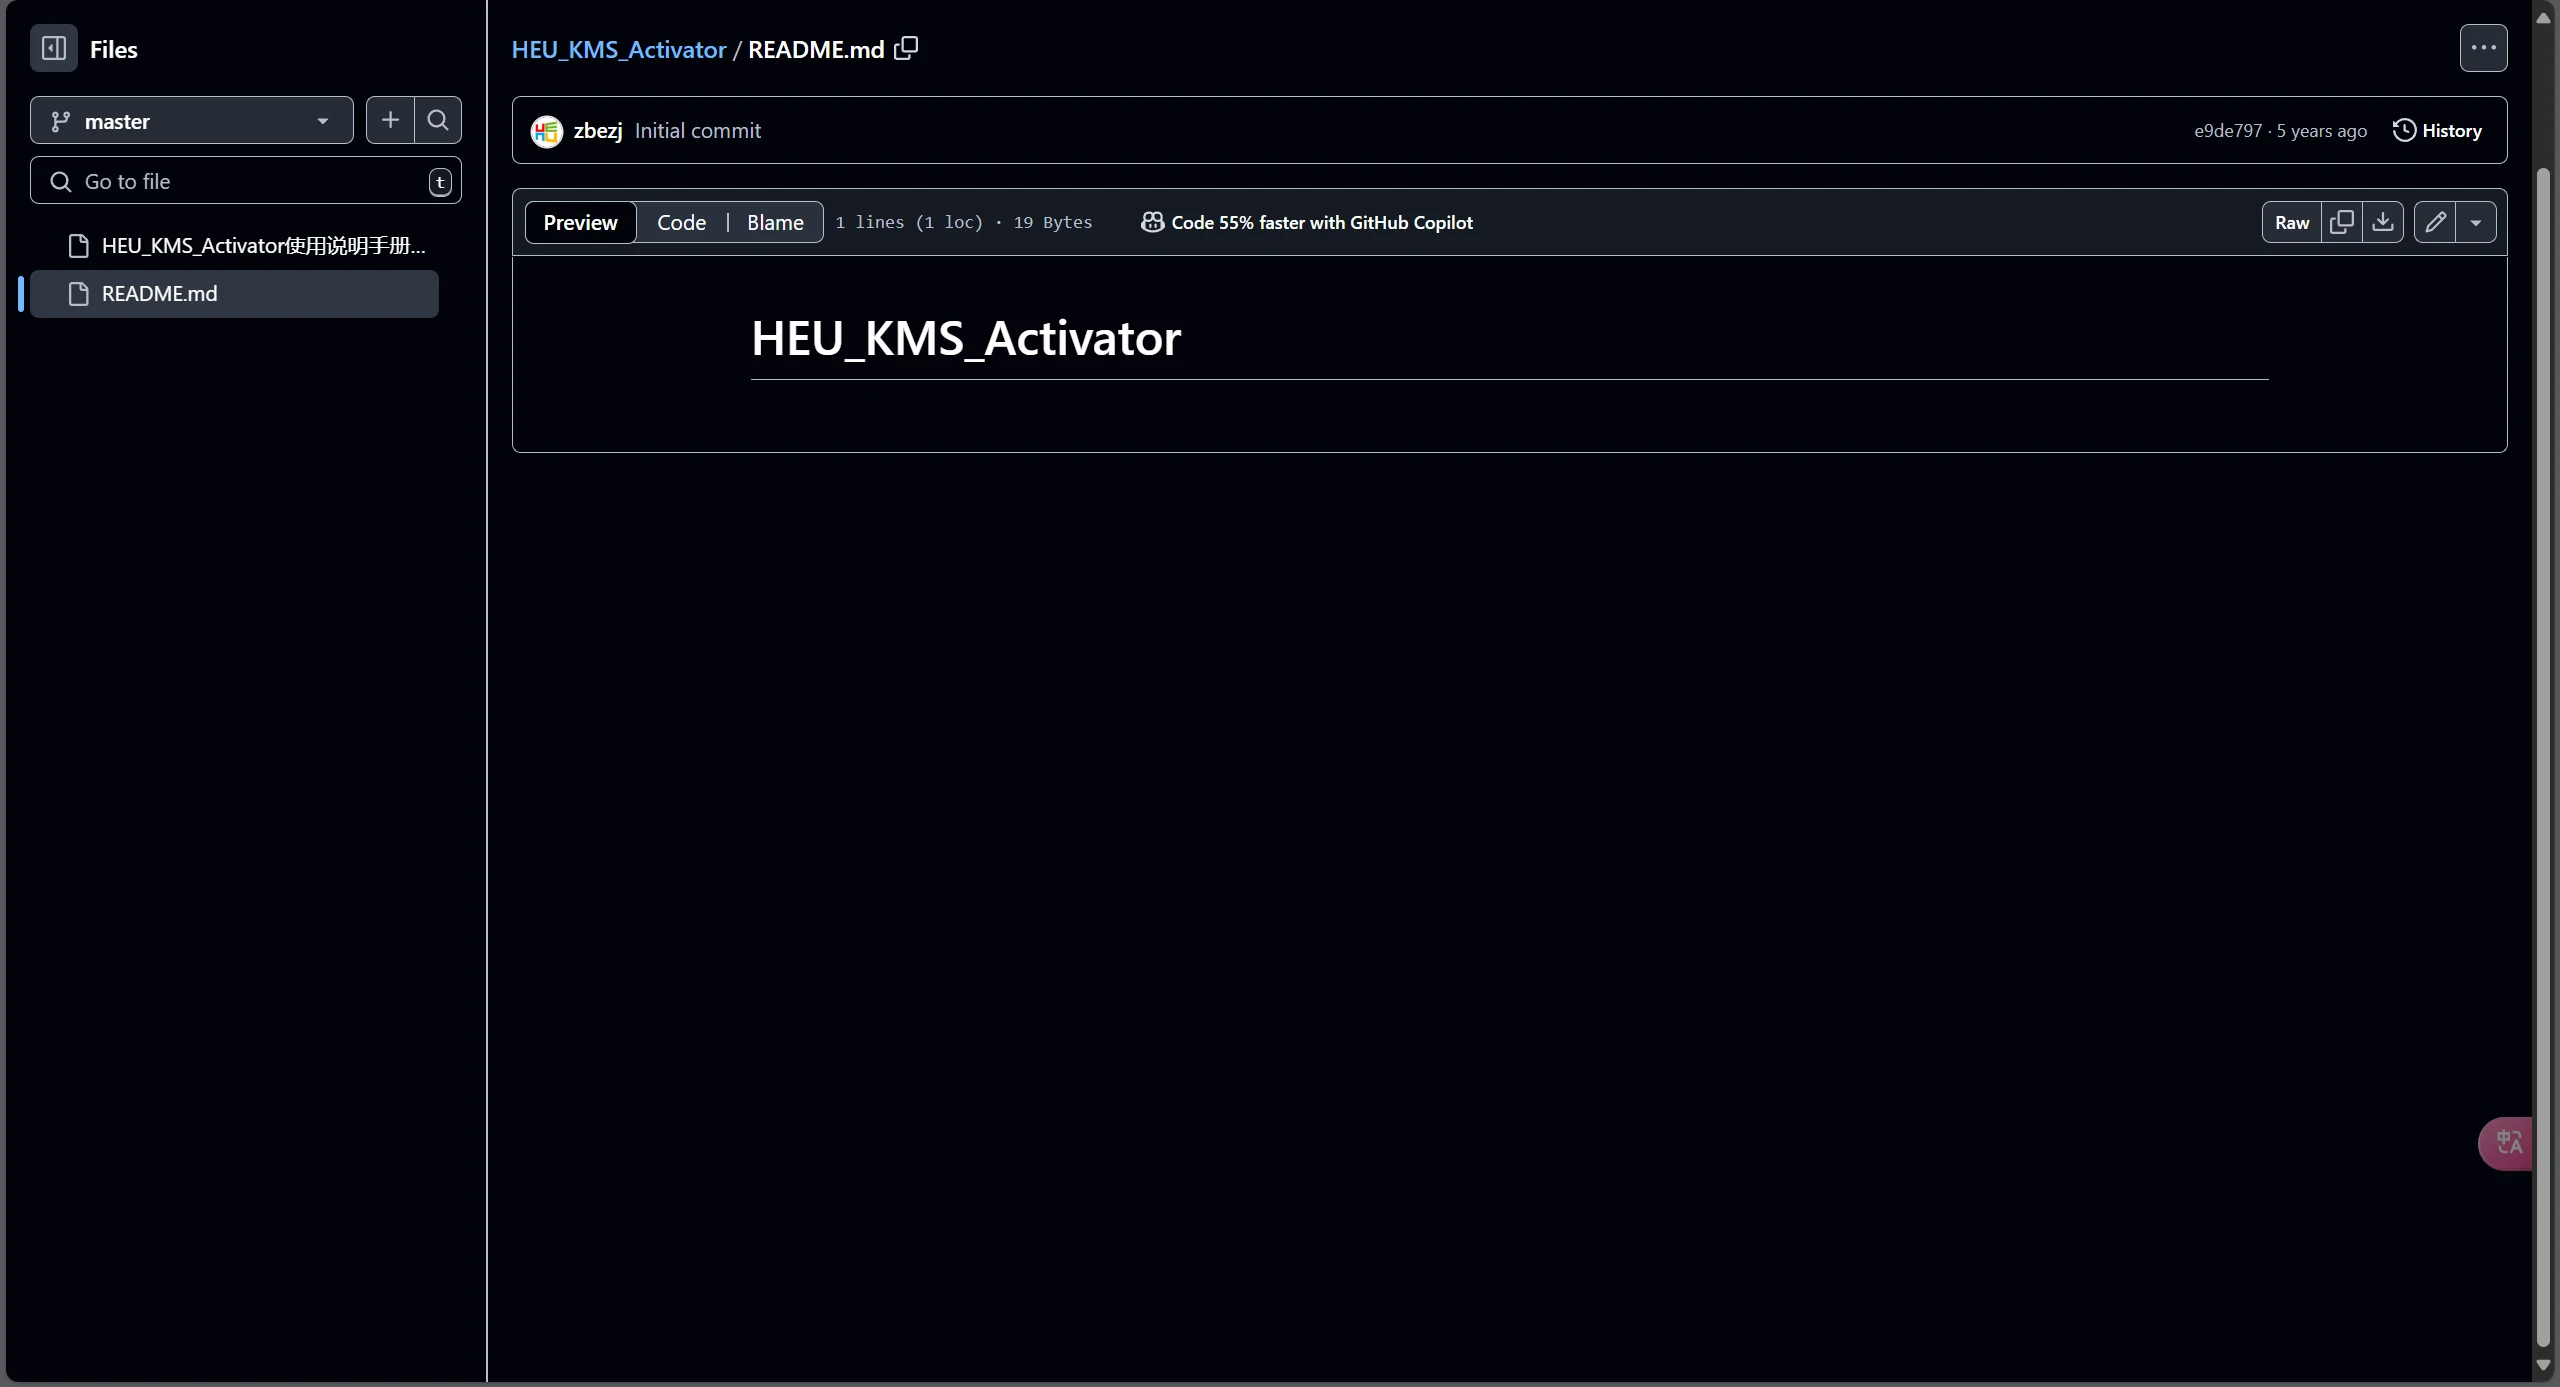 Files
master
Go to file
t
HEU_KMS_Activator使用说明手册...
README.md
HEU_KMS_Activator / README.md
zbezj Initial commit
e9de797 · 5 years ago
History
Preview
Code
Blame
1 lines (1 loc) · 19 Bytes
Code 55% faster with GitHub Copilot
Raw
HEU_KMS_Activator